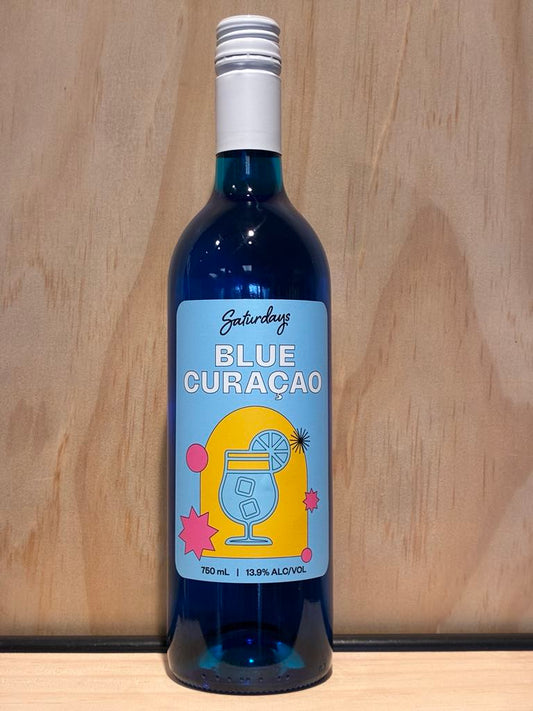 Saturdays
BLUE
CURAÇAO
750 mL | 13.9% ALC/VOL